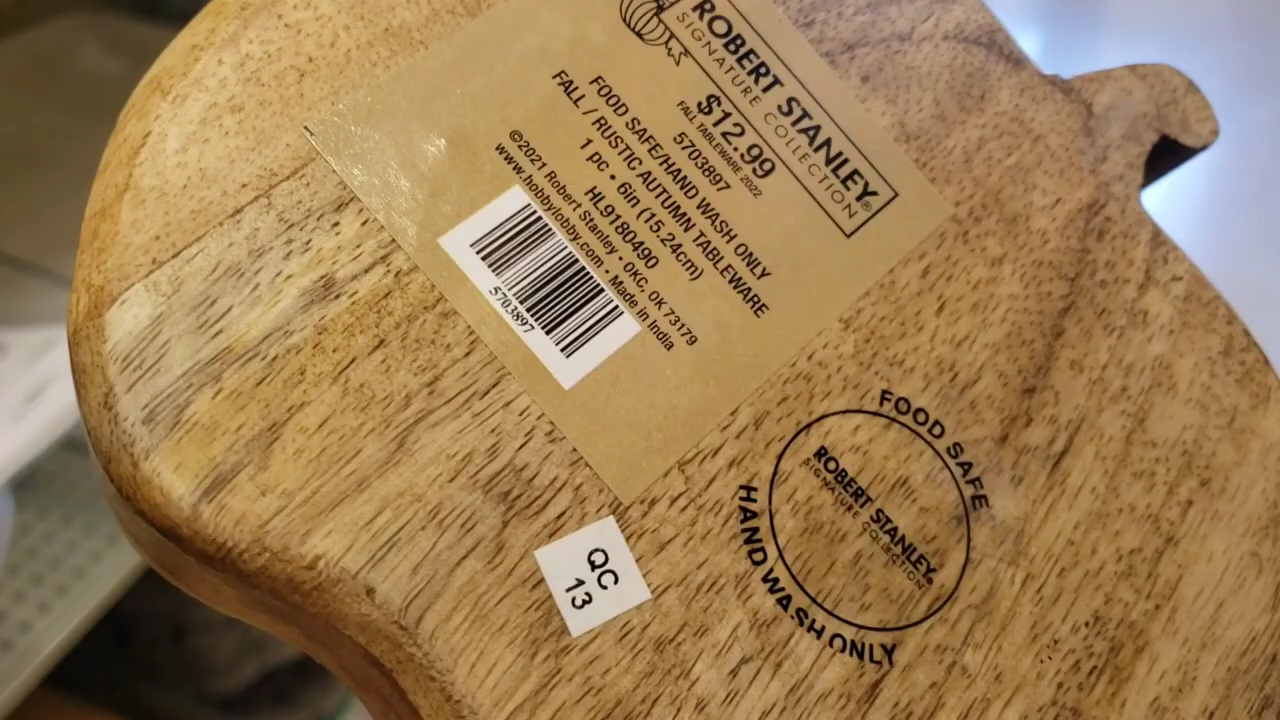 ROBERT STANLEY®
SIGNATURE COLLECTION
$12.99
FALL TABLEWARE 2022
5703897
FOOD SAFE/HAND WASH ONLY
FALL / RUSTIC AUTUMN TABLEWARE
1 pc • 6in (15.24cm)
HL9180490
©2021 Robert Stanley • OKC, OK 73179
www.hobbylobby.com • Made in India
5703897
FOOD SAFE
ROBERT STANLEY®
SIGNATURE COLLECTION
HAND WASH ONLY
QC
13